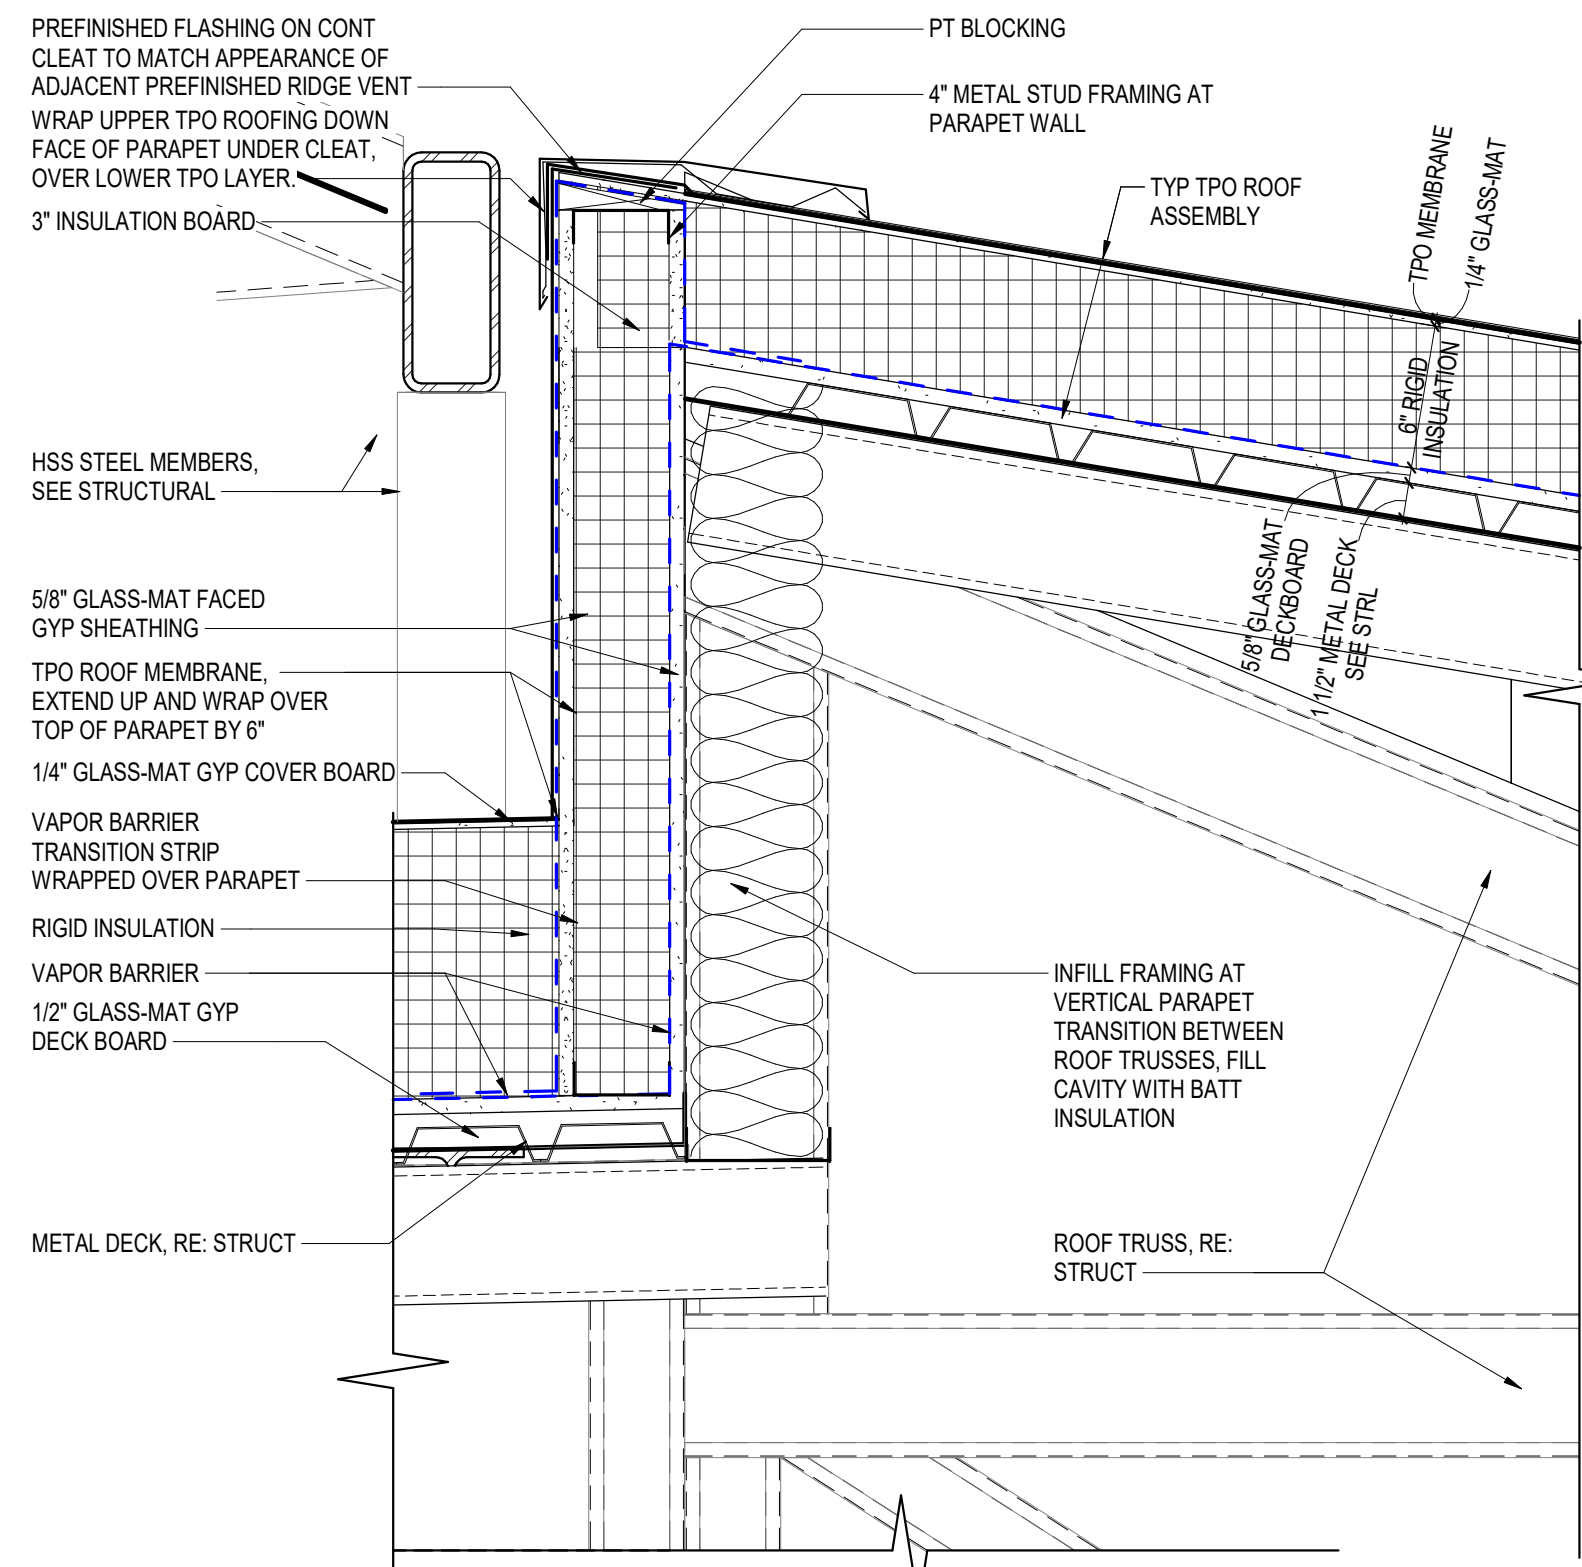 PREFINISHED FLASHING ON CONT
CLEAT TO MATCH APPEARANCE OF
ADJACENT PREFINISHED RIDGE VENT
WRAP UPPER TPO ROOFING DOWN
FACE OF PARAPET UNDER CLEAT,
OVER LOWER TPO LAYER.
3" INSULATION BOARD
HSS STEEL MEMBERS,
SEE STRUCTURAL
5/8" GLASS-MAT FACED
GYP SHEATHING
TPO ROOF MEMBRANE,
EXTEND UP AND WRAP OVER
TOP OF PARAPET BY 6"
1/4" GLASS-MAT GYP COVER BOARD
VAPOR BARRIER
TRANSITION STRIP
WRAPPED OVER PARAPET
RIGID INSULATION
VAPOR BARRIER
1/2" GLASS-MAT GYP
DECK BOARD
METAL DECK, RE: STRUCT
PT BLOCKING
4" METAL STUD FRAMING AT
PARAPET WALL
TYP TPO ROOF
ASSEMBLY
TPO MEMBRANE
1/4" GLASS-MAT
6" RIGID
INSULATION
5/8" GLASS-MAT
DECKBOARD
1 1/2" METAL DECK
SEE STRL
INFILL FRAMING AT
VERTICAL PARAPET
TRANSITION BETWEEN
ROOF TRUSSES, FILL
CAVITY WITH BATT
INSULATION
ROOF TRUSS, RE:
STRUCT